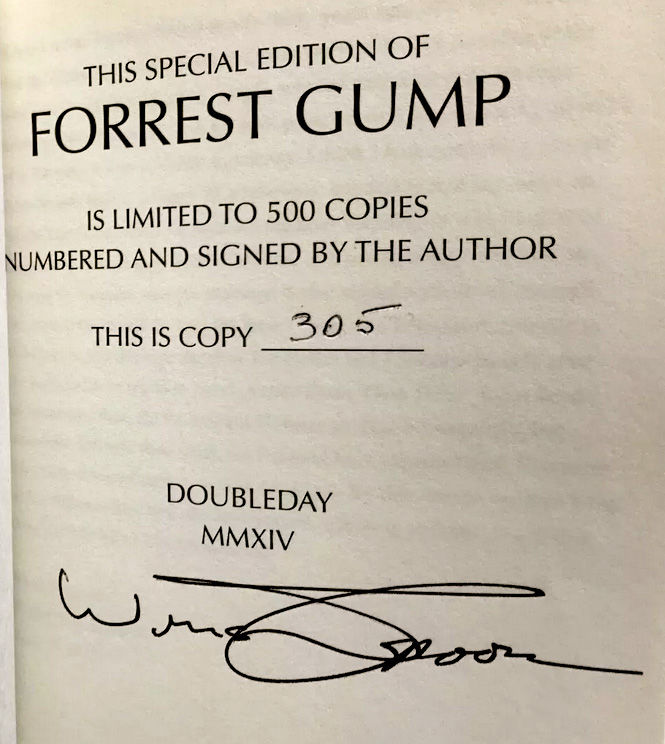 THIS SPECIAL EDITION OF
FORREST GUMP
IS LIMITED TO 500 COPIES
NUMBERED AND SIGNED BY THE AUTHOR
THIS IS COPY 305
DOUBLEDAY
MMXIV